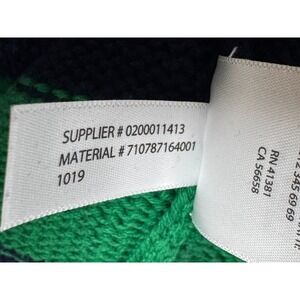 SUPPLIER # 0200011413
MATERIAL # 710787164001
1019
RN 41381
CA 56658